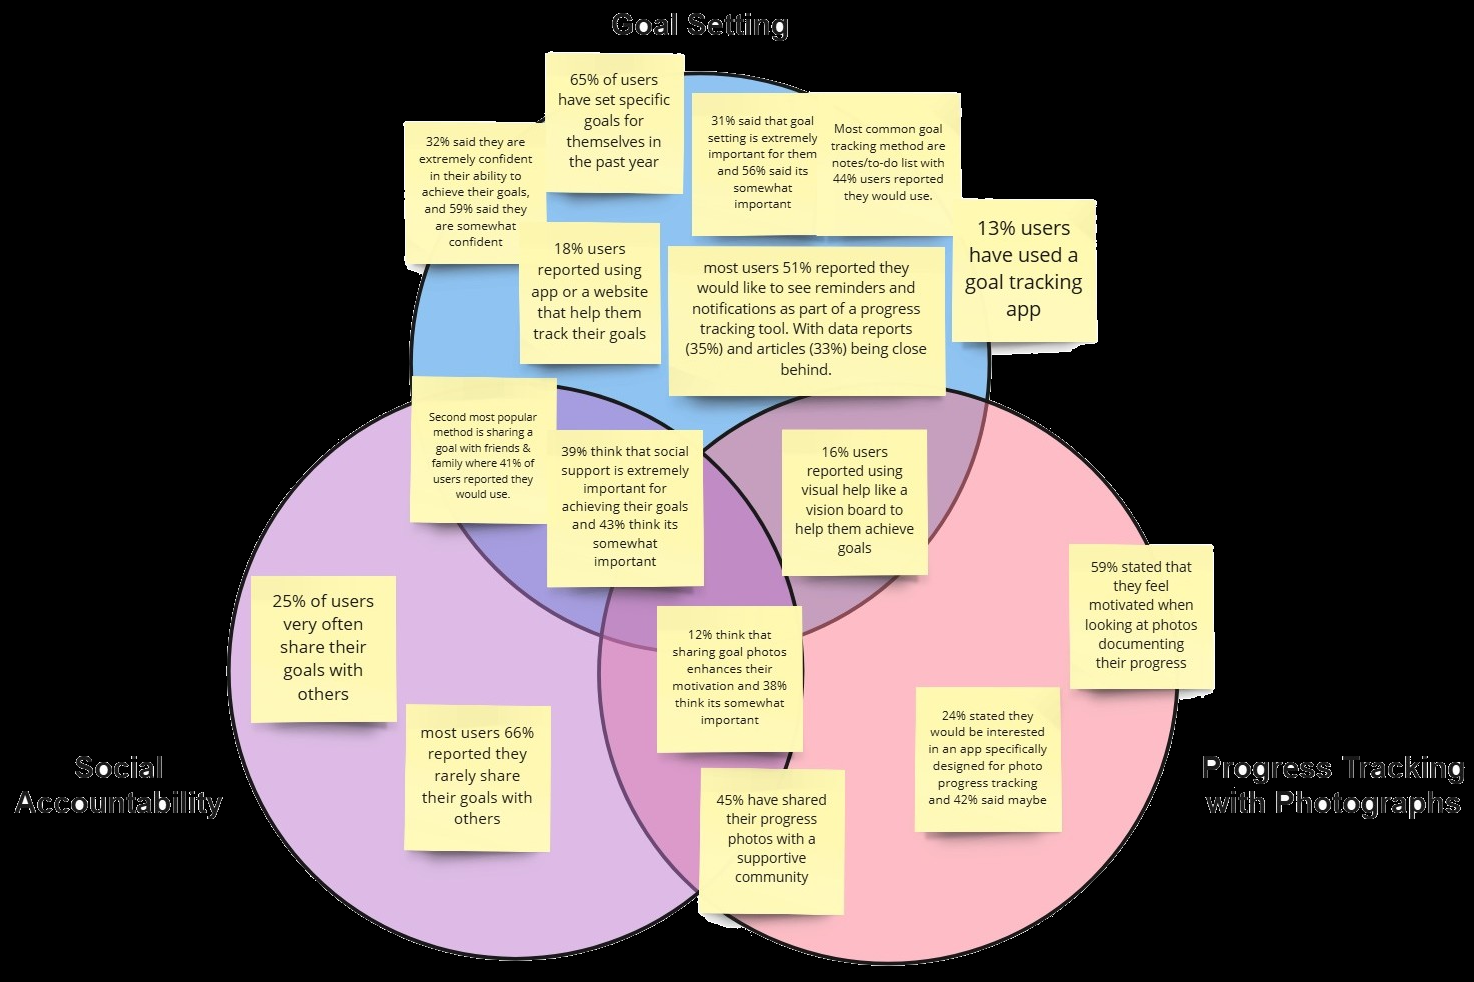 Goal Setting
65% of users
have set specific
goals for
themselves in
the past year
32% said they are
extremely confident
in their ability to
achieve their goals,
and 59% said they
are somewhat
confident
31% said that goal
setting is extremely
important for them
and 56% said its
somewhat
important
Most common goal
tracking method are
notes/to-do list with
44% users reported
they would use.
13% users
have used a
goal tracking
app
18% users
reported using
app or a website
that help them
track their goals
most users 51% reported they
would like to see reminders and
notifications as part of a progress
tracking tool. With data reports
(35%) and articles (33%) being close
behind.
Second most popular
method is sharing a
goal with friends &
family where 41% of
users reported they
would use.
39% think that social
support is extremely
important for
achieving their goals
and 43% think its
somewhat
important
16% users
reported using
visual help like a
vision board to
help them achieve
goals
59% stated that
they feel
motivated when
looking at photos
documenting
their progress
25% of users
very often
share their
goals with
others
12% think that
sharing goal photos
enhances their
motivation and 38%
think its somewhat
important
most users 66%
reported they
rarely share
their goals with
others
24% stated they
would be interested
in an app specifically
designed for photo
progress tracking
and 42% said maybe
45% have shared
their progress
photos with a
supportive
community
Social
Accountability
Progress Tracking
with Photographs